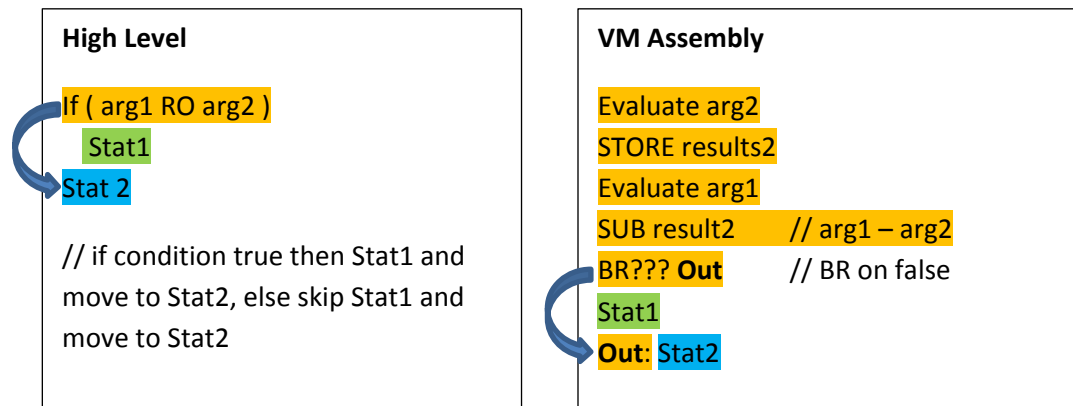 High Level
If ( arg1 RO arg2 )
Stat1
Stat 2
// if condition true then Stat1 and
move to Stat2, else skip Stat1 and
move to Stat2
VM Assembly
Evaluate arg2
STORE results2
Evaluate arg1
SUB result2 // arg1 – arg2
BR??? Out // BR on false
Stat1
Out: Stat2